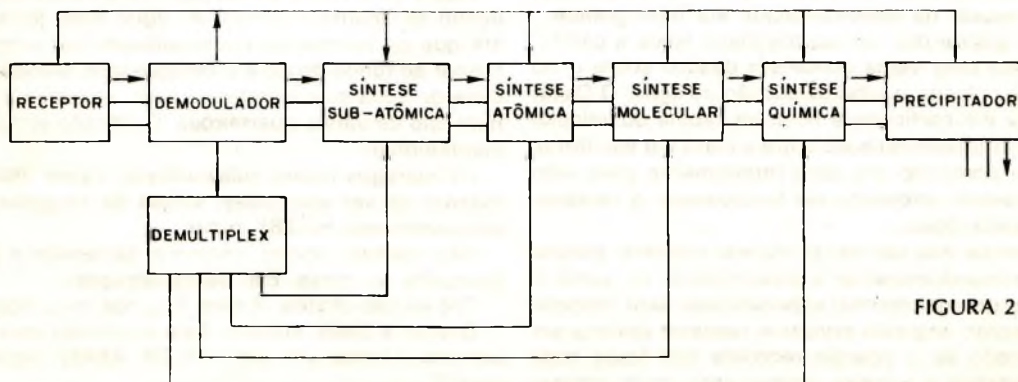 RECEPTOR
DEMODULADOR
SÍNTESE
SUB-ATÔMICA
SÍNTESE
ATÔMICA
SÍNTESE
MOLECULAR
SÍNTESE
QUÍMICA
PRECIPITADOR
DEMULTIPLEX
FIGURA 2